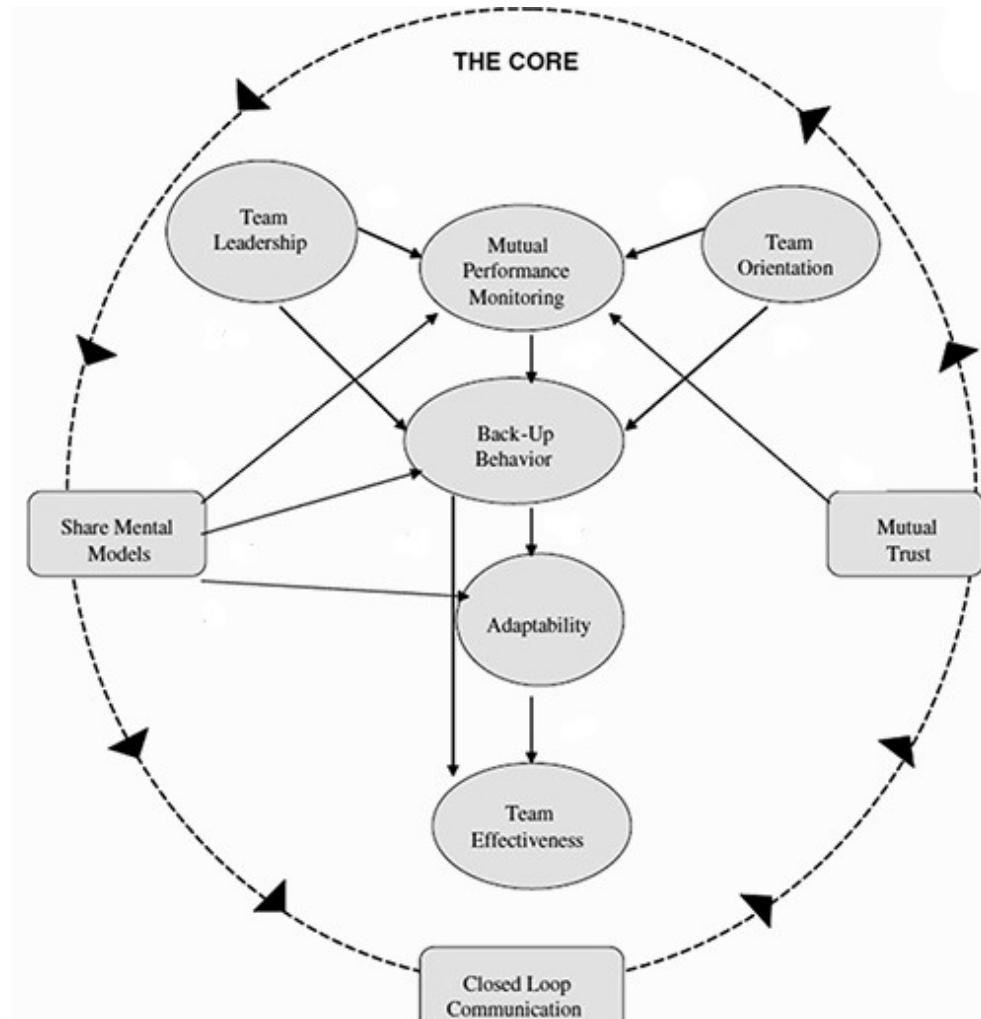 THE CORE
Team
Leadership
Mutual
Performance
Monitoring
Team
Orientation
Back-Up
Behavior
Share Mental
Models
Mutual
Trust
Adaptability
Team
Effectiveness
Closed Loop
Communication